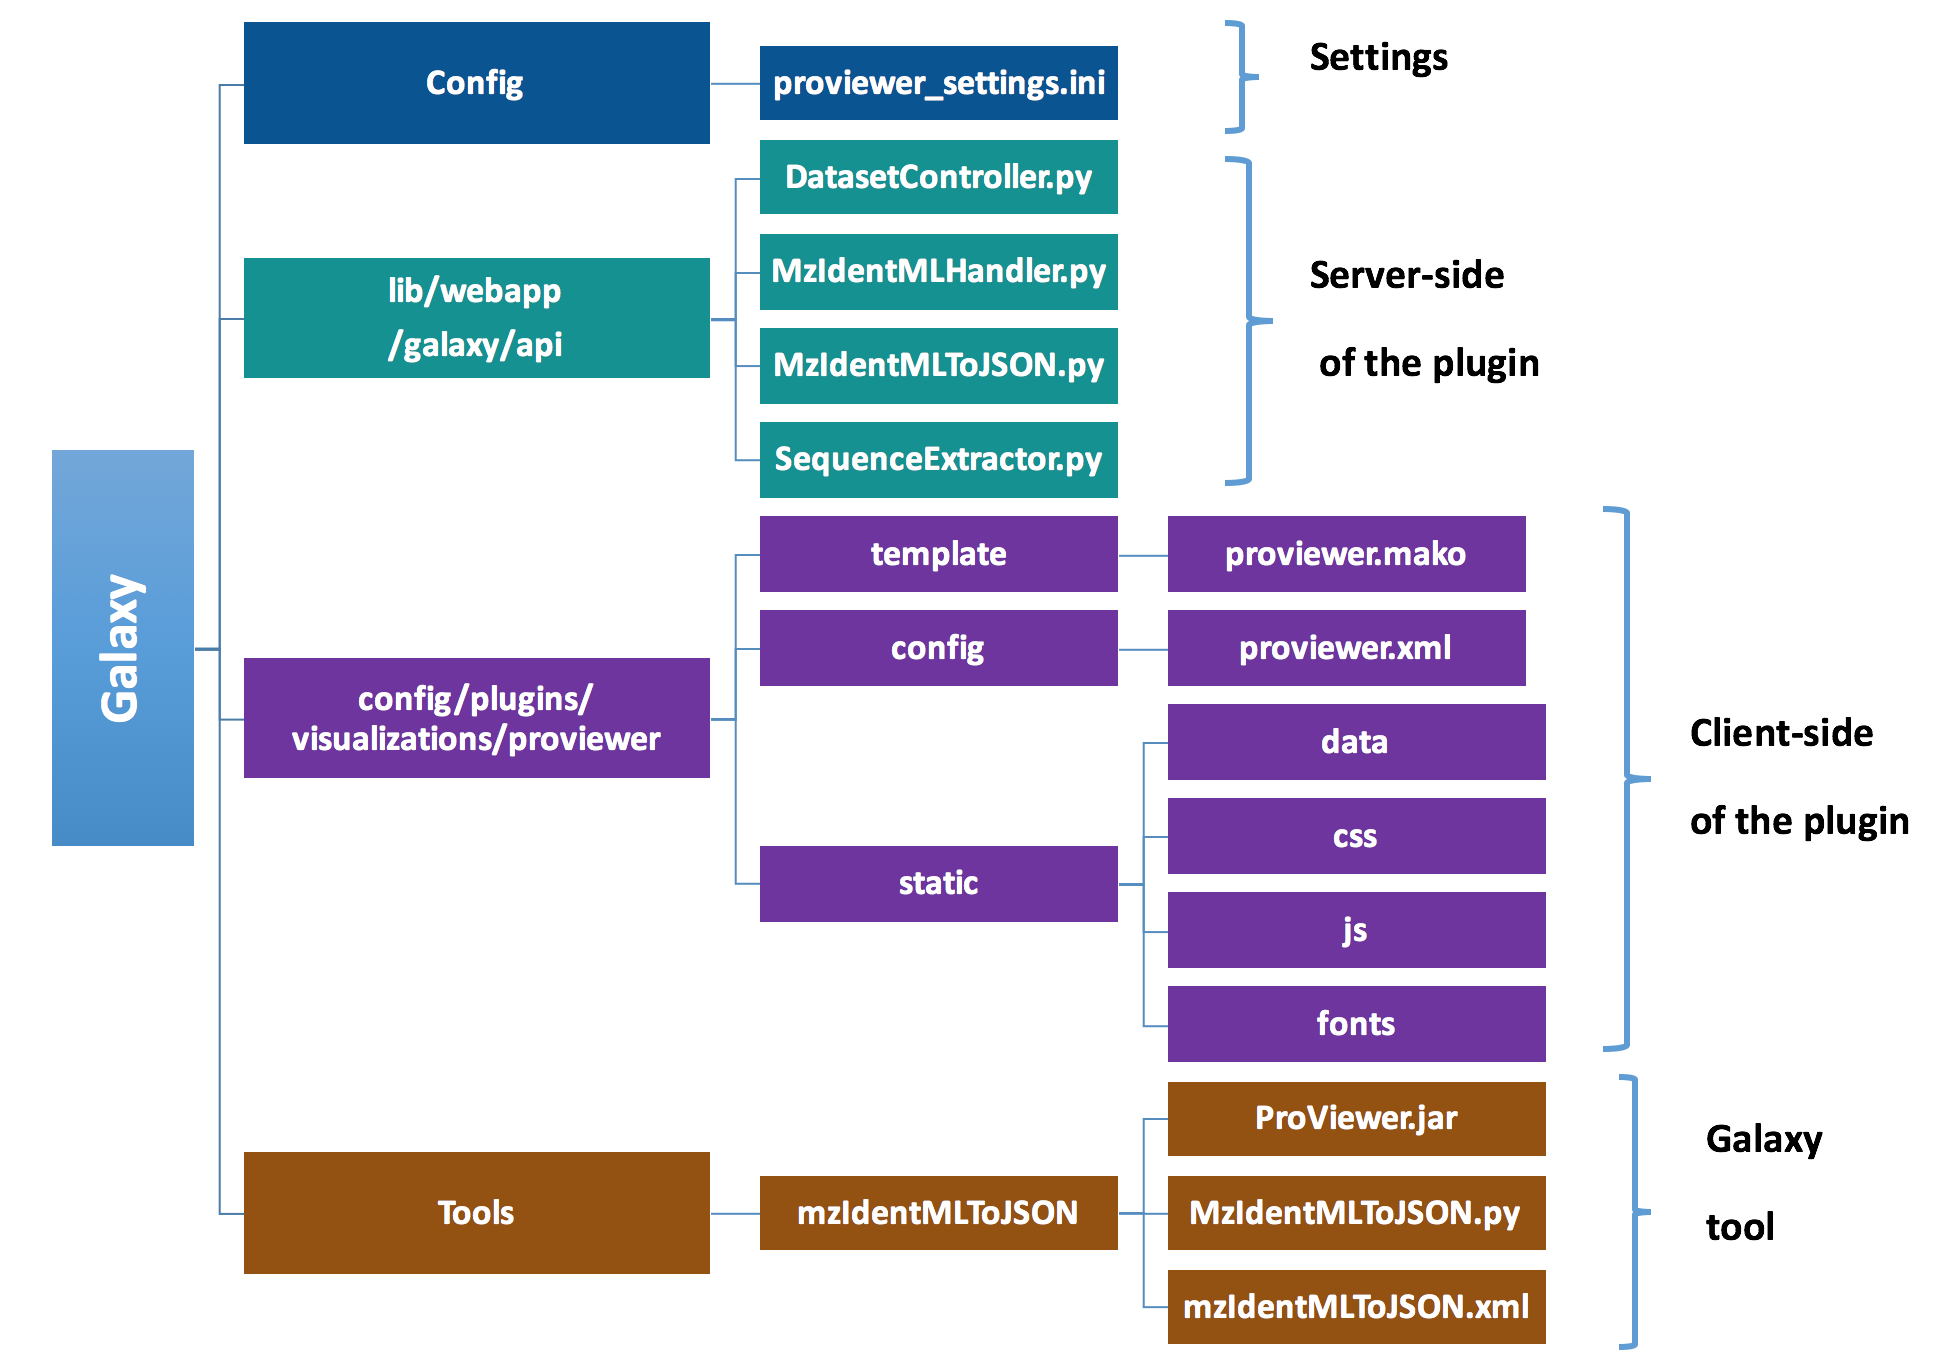 Galaxy
Config
proviewer_settings.ini
Settings
lib/webapp
/galaxy/api
DatasetController.py
MzIdentMLHandler.py
MzIdentMLToJSON.py
SequenceExtractor.py
Server-side
of the plugin
config/plugins/
visualizations/proviewer
template
proviewer.mako
config
proviewer.xml
static
data
css
js
fonts
Client-side
of the plugin
Tools
mzIdentMLToJSON
ProViewer.jar
MzIdentMLToJSON.py
mzIdentMLToJSON.xml
Galaxy
tool